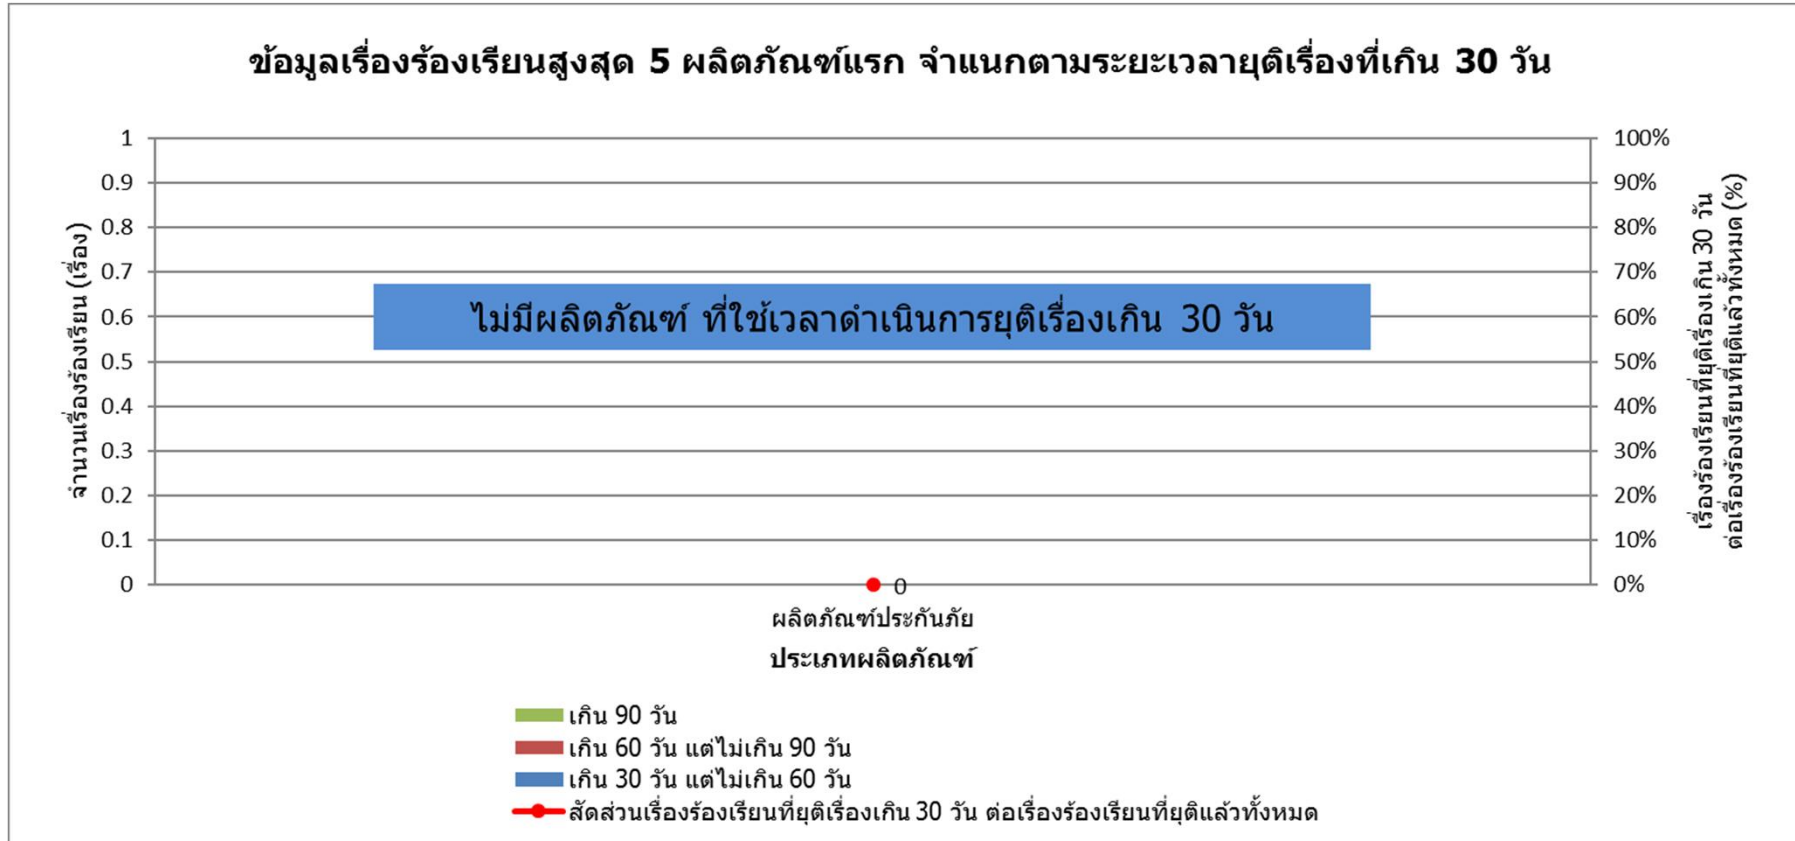 ข้อมูลเรื่องร้องเรียนสูงสุด 5 ผลิตภัณฑ์แรก จำแนกตามระยะเวลายุติเรื่องที่เกิน 30 วัน
จำนวนเรื่องร้องเรียน (เรื่อง)
1
0.9
0.8
0.7
0.6
0.5
0.4
0.3
0.2
0.1
0
ไม่มีผลิตภัณฑ์ ที่ใช้เวลาดำเนินการยุติเรื่องเกิน 30 วัน
0
100%
90%
80%
70%
60%
50%
40%
30%
20%
10%
0%
เรื่องร้องเรียนที่ยุติเรื่องเกิน 30 วัน
ต่อเรื่องร้องเรียนที่ยุติแล้วทั้งหมด (%)
ผลิตภัณฑ์ประกันภัย
ประเภทผลิตภัณฑ์
เกิน 90 วัน
เกิน 60 วัน แต่ไม่เกิน 90 วัน
เกิน 30 วัน แต่ไม่เกิน 60 วัน
สัดส่วนเรื่องร้องเรียนที่ยุติเรื่องเกิน 30 วัน ต่อเรื่องร้องเรียนที่ยุติแล้วทั้งหมด